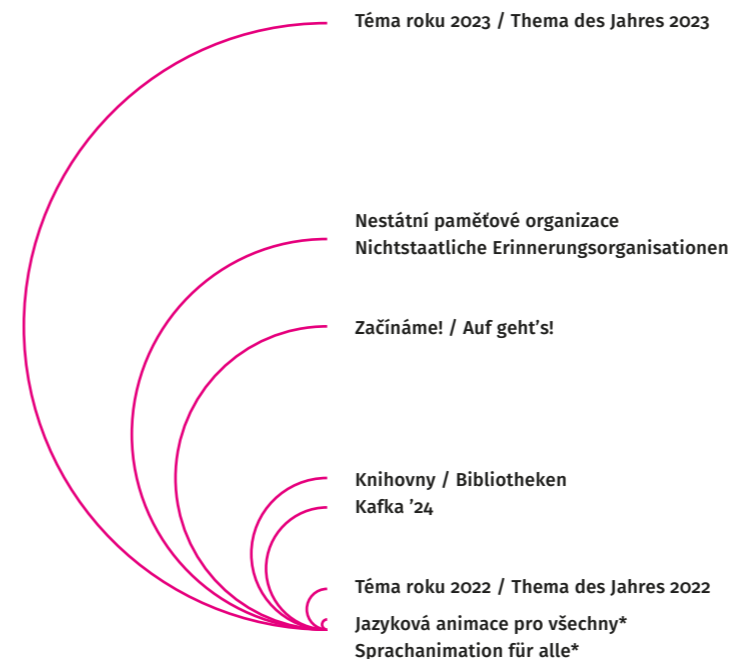 Téma roku 2023 / Thema des Jahres 2023
Nestátní paměťové organizace
Nichtstaatliche Erinnerungsorganisationen
Začínáme! / Auf geht’s!
Knihovny / Bibliotheken
Kafka ’24
Téma roku 2022 / Thema des Jahres 2022
Jazyková animace pro všechny*
Sprachanimation für alle*